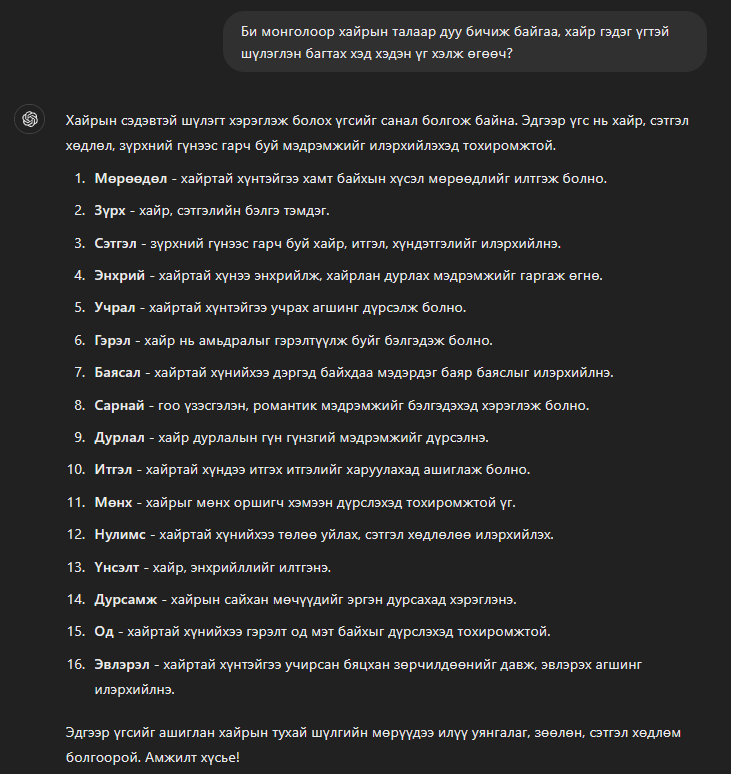 Би монголоор хайрын талаар дуу бичиж байгаа, хайр гэдэг үгтэй
шүлэглэн багтах хэд хэдэн үг хэлж өгөөч?
Хайрын сэдэвтэй шүлэгт хэрэглэж болох үгсийг санал болгож байна. Эдгээр үгс нь хайр, сэтгэл
хөдлөл, зүрхний гүнээс гарч буй мэдрэмжийг илэрхийлэхэд тохиромжтой.
1. Мөрөөдөл - хайртай хүнтэйгээ хамт байхын хүсэл мөрөөдлийг илтгэж болно.
2. Зүрх - хайр, сэтгэлийн бэлгэ тэмдэг.
3. Сэтгэл - зүрхний гүнээс гарч буй хайр, итгэл, хүндэтгэлийг илэрхийлнэ.
4. Энхрий - хайртай хүнээ энхрийлж, хайрлан дурлах мэдрэмжийг гаргаж өгнө.
5. Учрал - хайртай хүнтэйгээ учрах агшинг дүрсэлж болно.
6. Гэрэл - хайр нь амьдралыг гэрэлтүүлж буйг бэлгэдэж болно.
7. Баясал - хайртай хүнийхээ дэргэд байхдаа мэдэрдэг баяр баяслыг илэрхийлнэ.
8. Сарнай - гоо үзэсгэлэн, романтик мэдрэмжийг бэлгэдэхэд хэрэглэж болно.
9. Дурлал - хайр дурлалын гүн гүнзгий мэдрэмжийг дүрсэлнэ.
10. Итгэл - хайртай хүндээ итгэх итгэлийг харуулахад ашиглаж болно.
11. Мөнх - хайрыг мөнх оршигч хэмээн дүрслэхэд тохиромжтой үг.
12. Нулимс - хайртай хүнийхээ төлөө уйлах, сэтгэл хөдлөлөө илэрхийлэх.
13. Үнсэлт - хайр, энхрийллийг илтгэнэ.
14. Дурсамж - хайрын сайхан мөчүүдийг эргэн дурсахад хэрэглэнэ.
15. Од - хайртай хүнийхээ гэрэлт од мэт байхыг дүрслэхэд тохиромжтой.
16. Эвлэрэл - хайртай хүнтэйгээ учирсан бяцхан зөрчилдөөнийг давж, эвлэрэх агшинг
илэрхийлнэ.
Эдгээр үгсийг ашиглан хайрын тухай шүлгийн мөрүүдээ илүү уянгалаг, зөөлөн, сэтгэл хөдлөм
болгоорой. Амжилт хүсье!